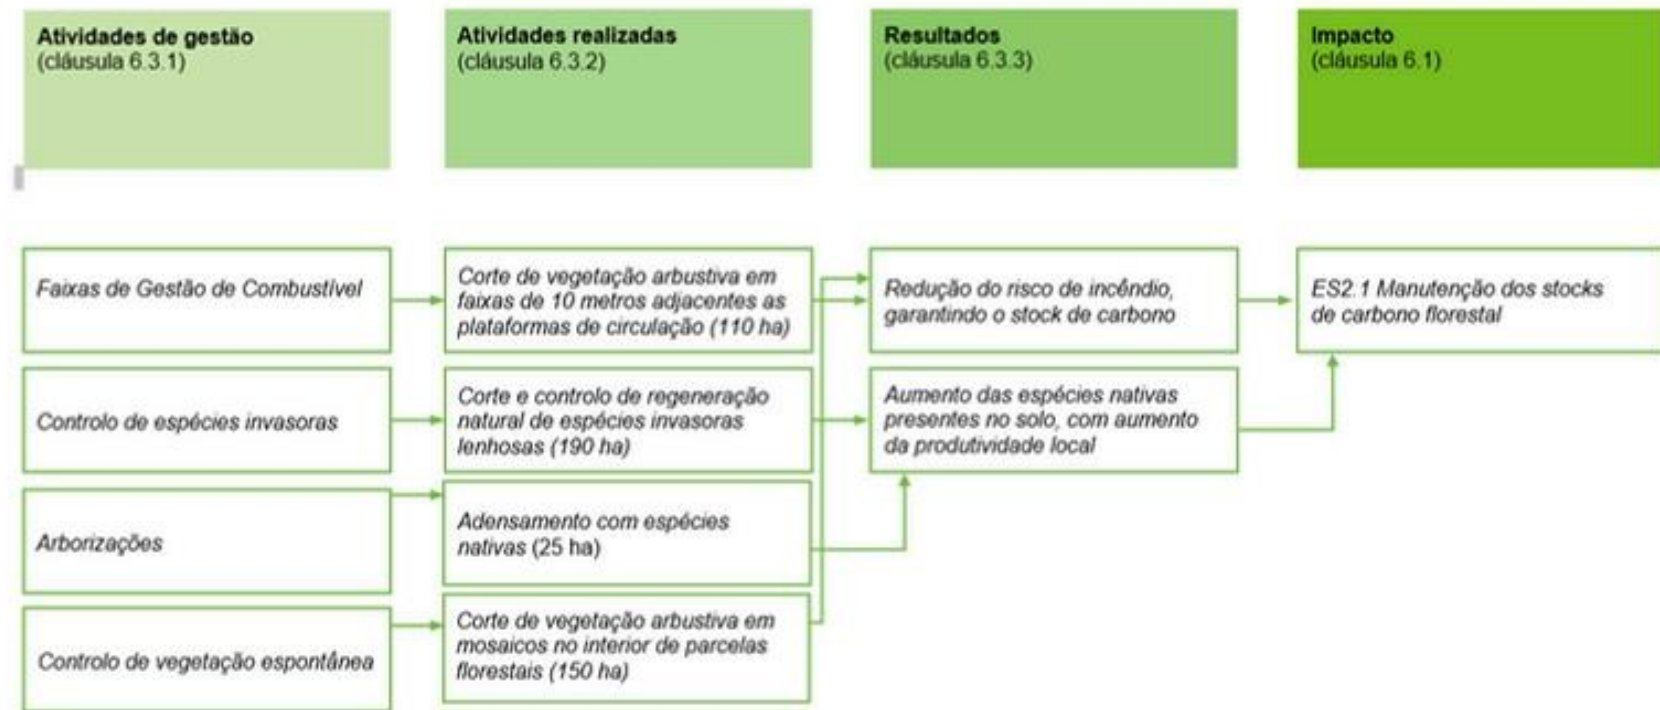 Atividades de gestão
(cláusula 6.3.1)
Atividades realizadas
(cláusula 6.3.2)
Resultados
(cláusula 6.3.3)
Impacto
(cláusula 6.1)
Faixas de Gestão de Combustível
Corte de vegetação arbustiva em
faixas de 10 metros adjacentes as
plataformas de circulação (110 ha)
Redução do risco de incêndio,
garantindo o stock de carbono
ES2.1 Manutenção dos stocks
de carbono florestal
Controlo de espécies invasoras
Corte e controlo de regeneração
natural de espécies invasoras
lenhosas (190 ha)
Aumento das espécies nativas
presentes no solo, com aumento
da produtividade local
Arborizações
Adensamento com espécies
nativas (25 ha)
Controlo de vegetação espontânea
Corte de vegetação arbustiva em
mosaicos no interior de parcelas
florestais (150 ha)